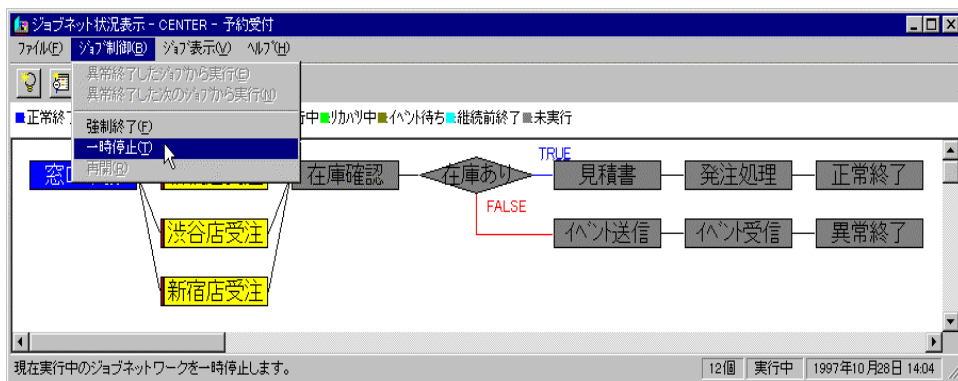 ジョブネット状況表示 - CENTER - 予約受付
ファイル(F) ジョブ制御(B) ジョブ表示(V) ヘルプ(H)
異常終了したジョブから実行(E)
異常終了した次のジョブから実行(N)
正常終 行中 リカバリ中 イベント待ち 継続前終了 未実行
強制終了(F)
一時停止(T)
再開(R)
TRUE
在庫確認 在庫あり 見積書 発注処理 正常終了
FALSE
渋谷店受注 イベント送信 イベント受信 異常終了
新宿店受注
現在実行中のジョブネットワークを一時停止します。 12個 実行中 1997年10月28日 14:04